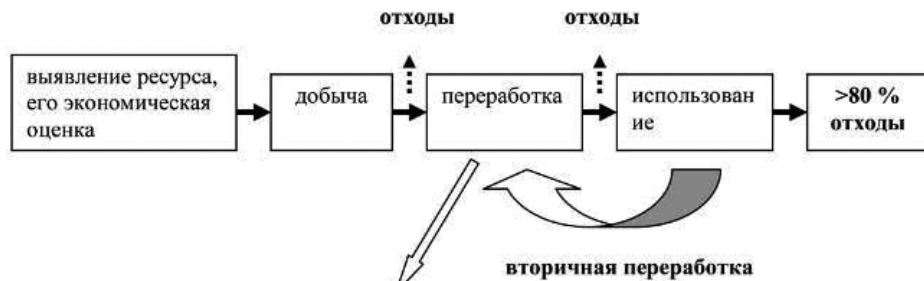 отходы
отходы
выявление ресурса,
его экономическая
оценка
добыча
переработка
использован
ие
>80 %
отходы
вторичная переработка